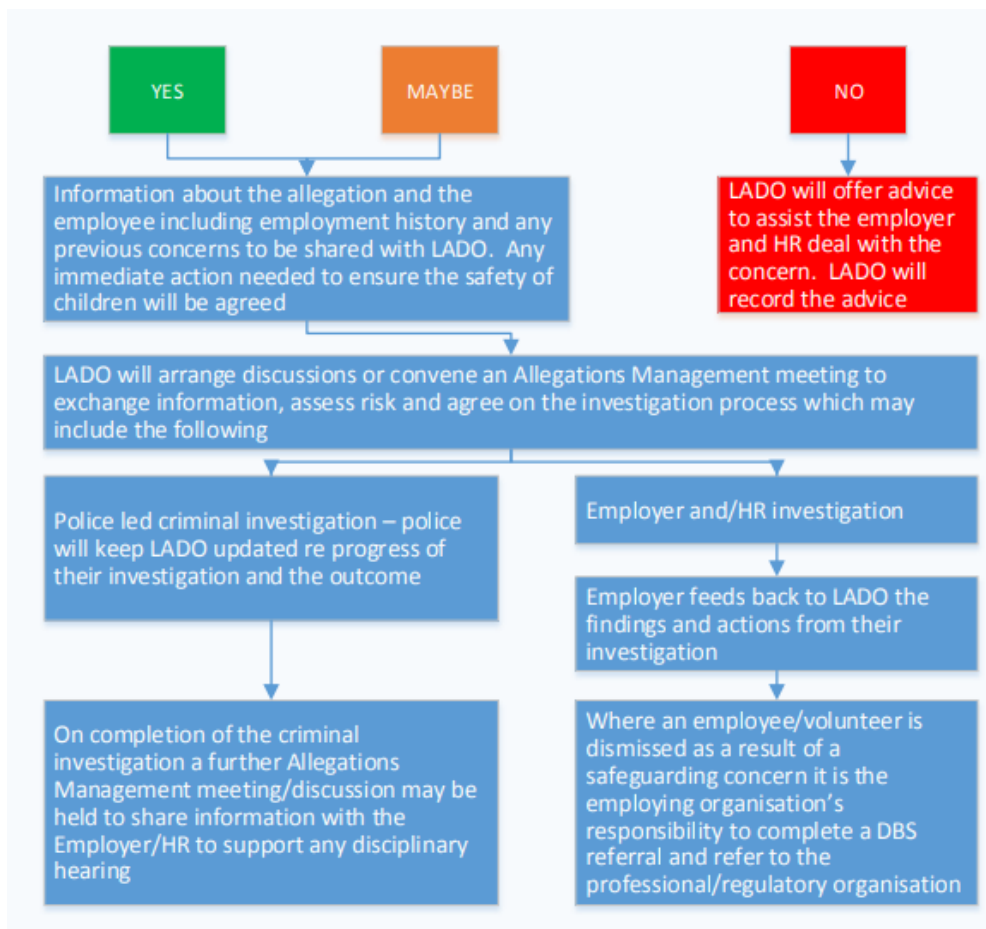 YES
MAYBE
NO
Information about the allegation and the
employee including employment history and any
previous concerns to be shared with LADO.  Any
immediate action needed to ensure the safety of
children will be agreed
LADO will offer advice
to assist the employer
and HR deal with the
concern.  LADO will
record the advice
LADO will arrange discussions or convene an Allegations Management meeting to
exchange information, assess risk and agree on the investigation process which may
include the following
Police led criminal investigation – police
will keep LADO updated re progress of
their investigation and the outcome
Employer and/HR investigation
Employer feeds back to LADO the
findings and actions from their
investigation
On completion of the criminal
investigation a further Allegations
Management meeting/discussion may be
held to share information with the
Employer/HR to support any disciplinary
hearing
Where an employee/volunteer is
dismissed as a result of a
safeguarding concern it is the
employing organisation’s
responsibility to complete a DBS
referral and refer to the
professional/regulatory organisation